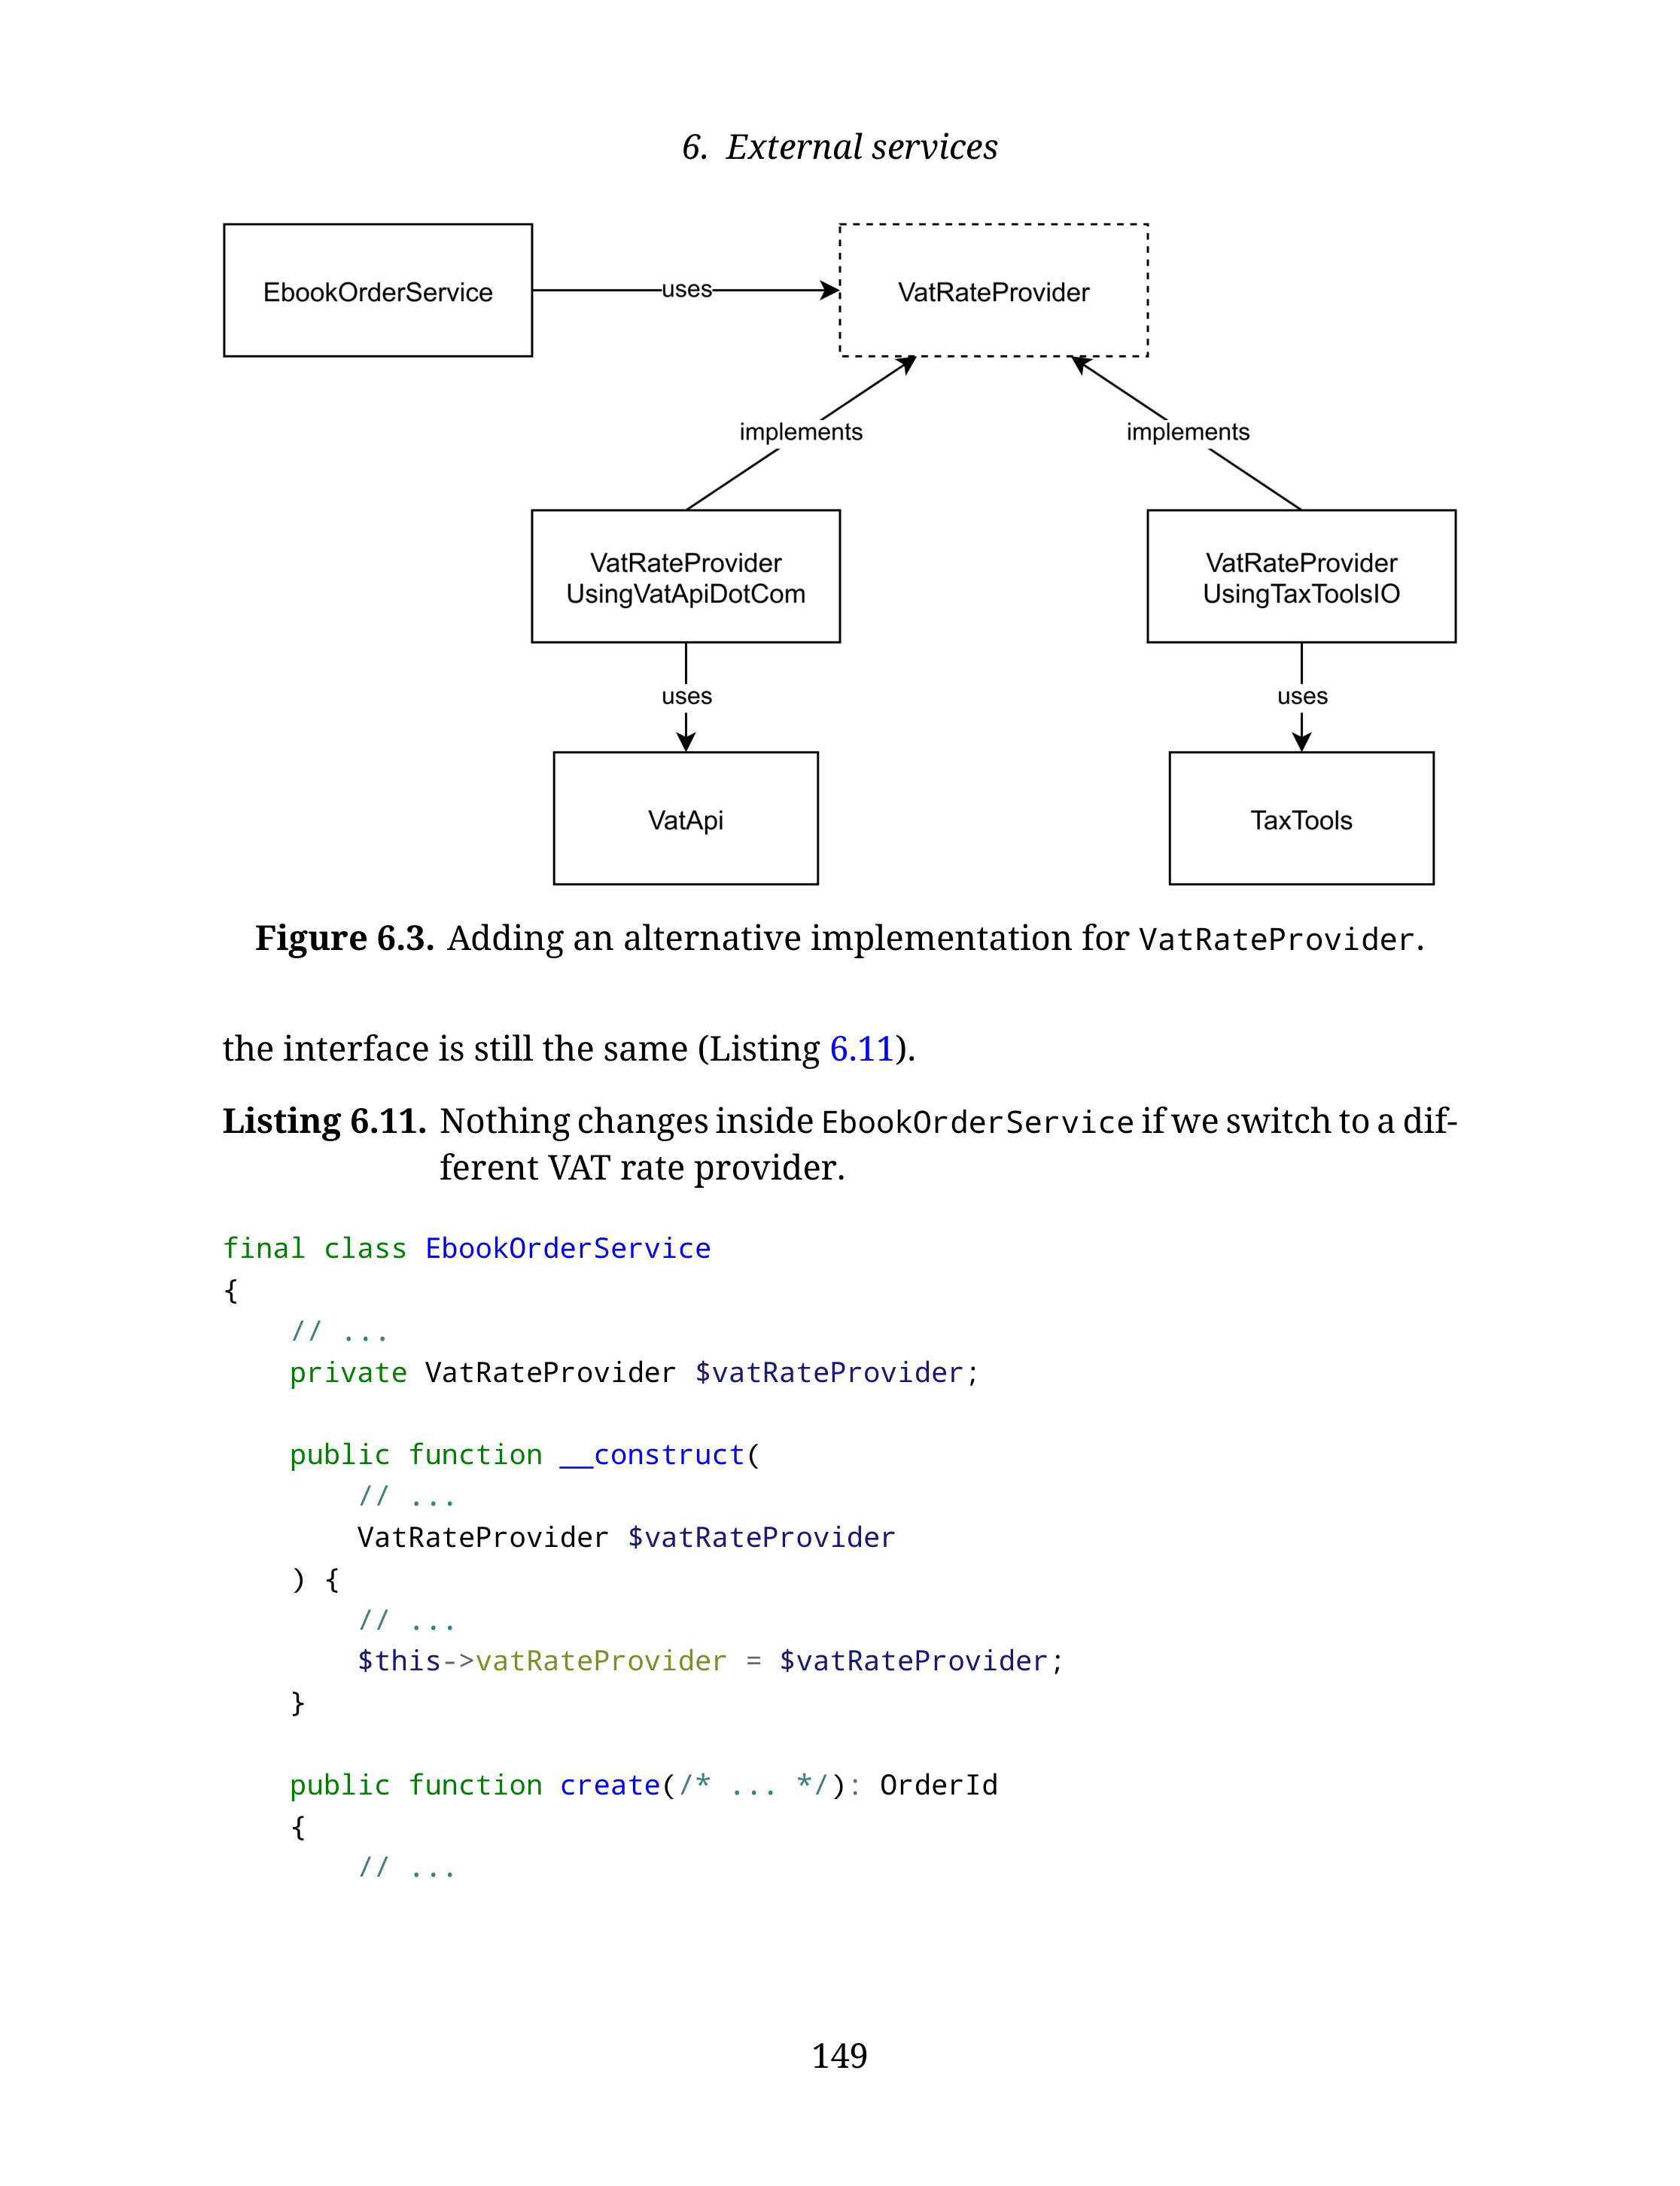 6. External services
EbookOrderService
uses
VatRateProvider
implements
implements
VatRateProvider
UsingVatApiDotCom
VatRateProvider
UsingTaxToolsIO
uses
uses
VatApi
TaxTools
Figure 6.3. Adding an alternative implementation for VatRateProvider.
the interface is still the same (Listing 6.11).
Listing 6.11. Nothing changes inside EbookOrderService if we switch to a dif-
ferent VAT rate provider.
final class EbookOrderService
{
    // ...
    private VatRateProvider $vatRateProvider;
    public function __construct(
        // ...
        VatRateProvider $vatRateProvider
    ) {
        // ...
        $this->vatRateProvider = $vatRateProvider;
    }
    public function create(/* ... */): OrderId
    {
        // ...
149